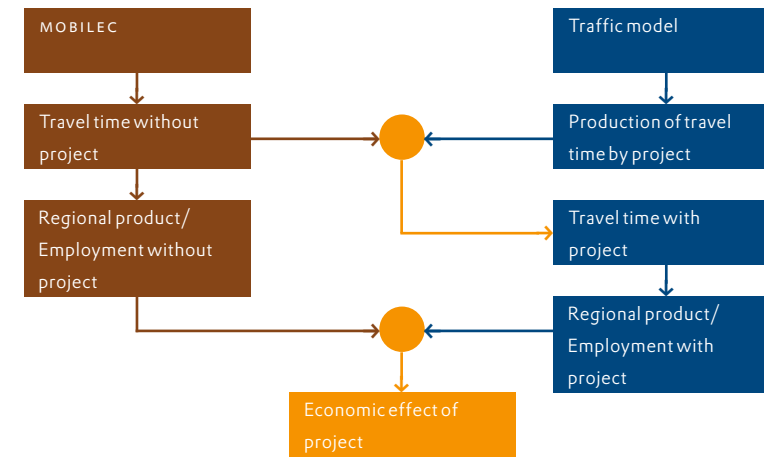 MOBILEC
Traffic model
Travel time without
project
Production of travel
time by project
Regional product/
Employment without
project
Travel time with
project
Regional product/
Employment with
project
Economic effect of
project